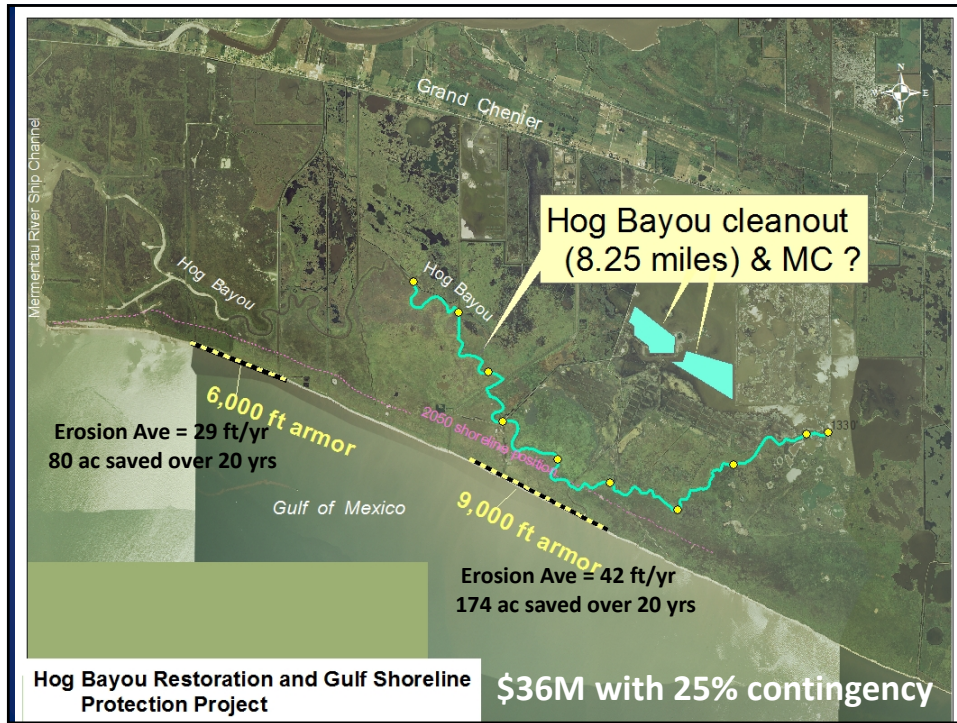 Grand Chenier
N
W
E
S
Mermentau River Ship Channel
Hog Bayou cleanout
(8.25 miles) & MC ?
Hog Bayou
Hog Bayou
2050 shoreline position
1330
6,000 ft armor
Erosion Ave = 29 ft/yr
80 ac saved over 20 yrs
Gulf of Mexico
9,000 ft armor
Erosion Ave = 42 ft/yr
174 ac saved over 20 yrs
Hog Bayou Restoration and Gulf Shoreline
Protection Project
$36M with 25% contingency